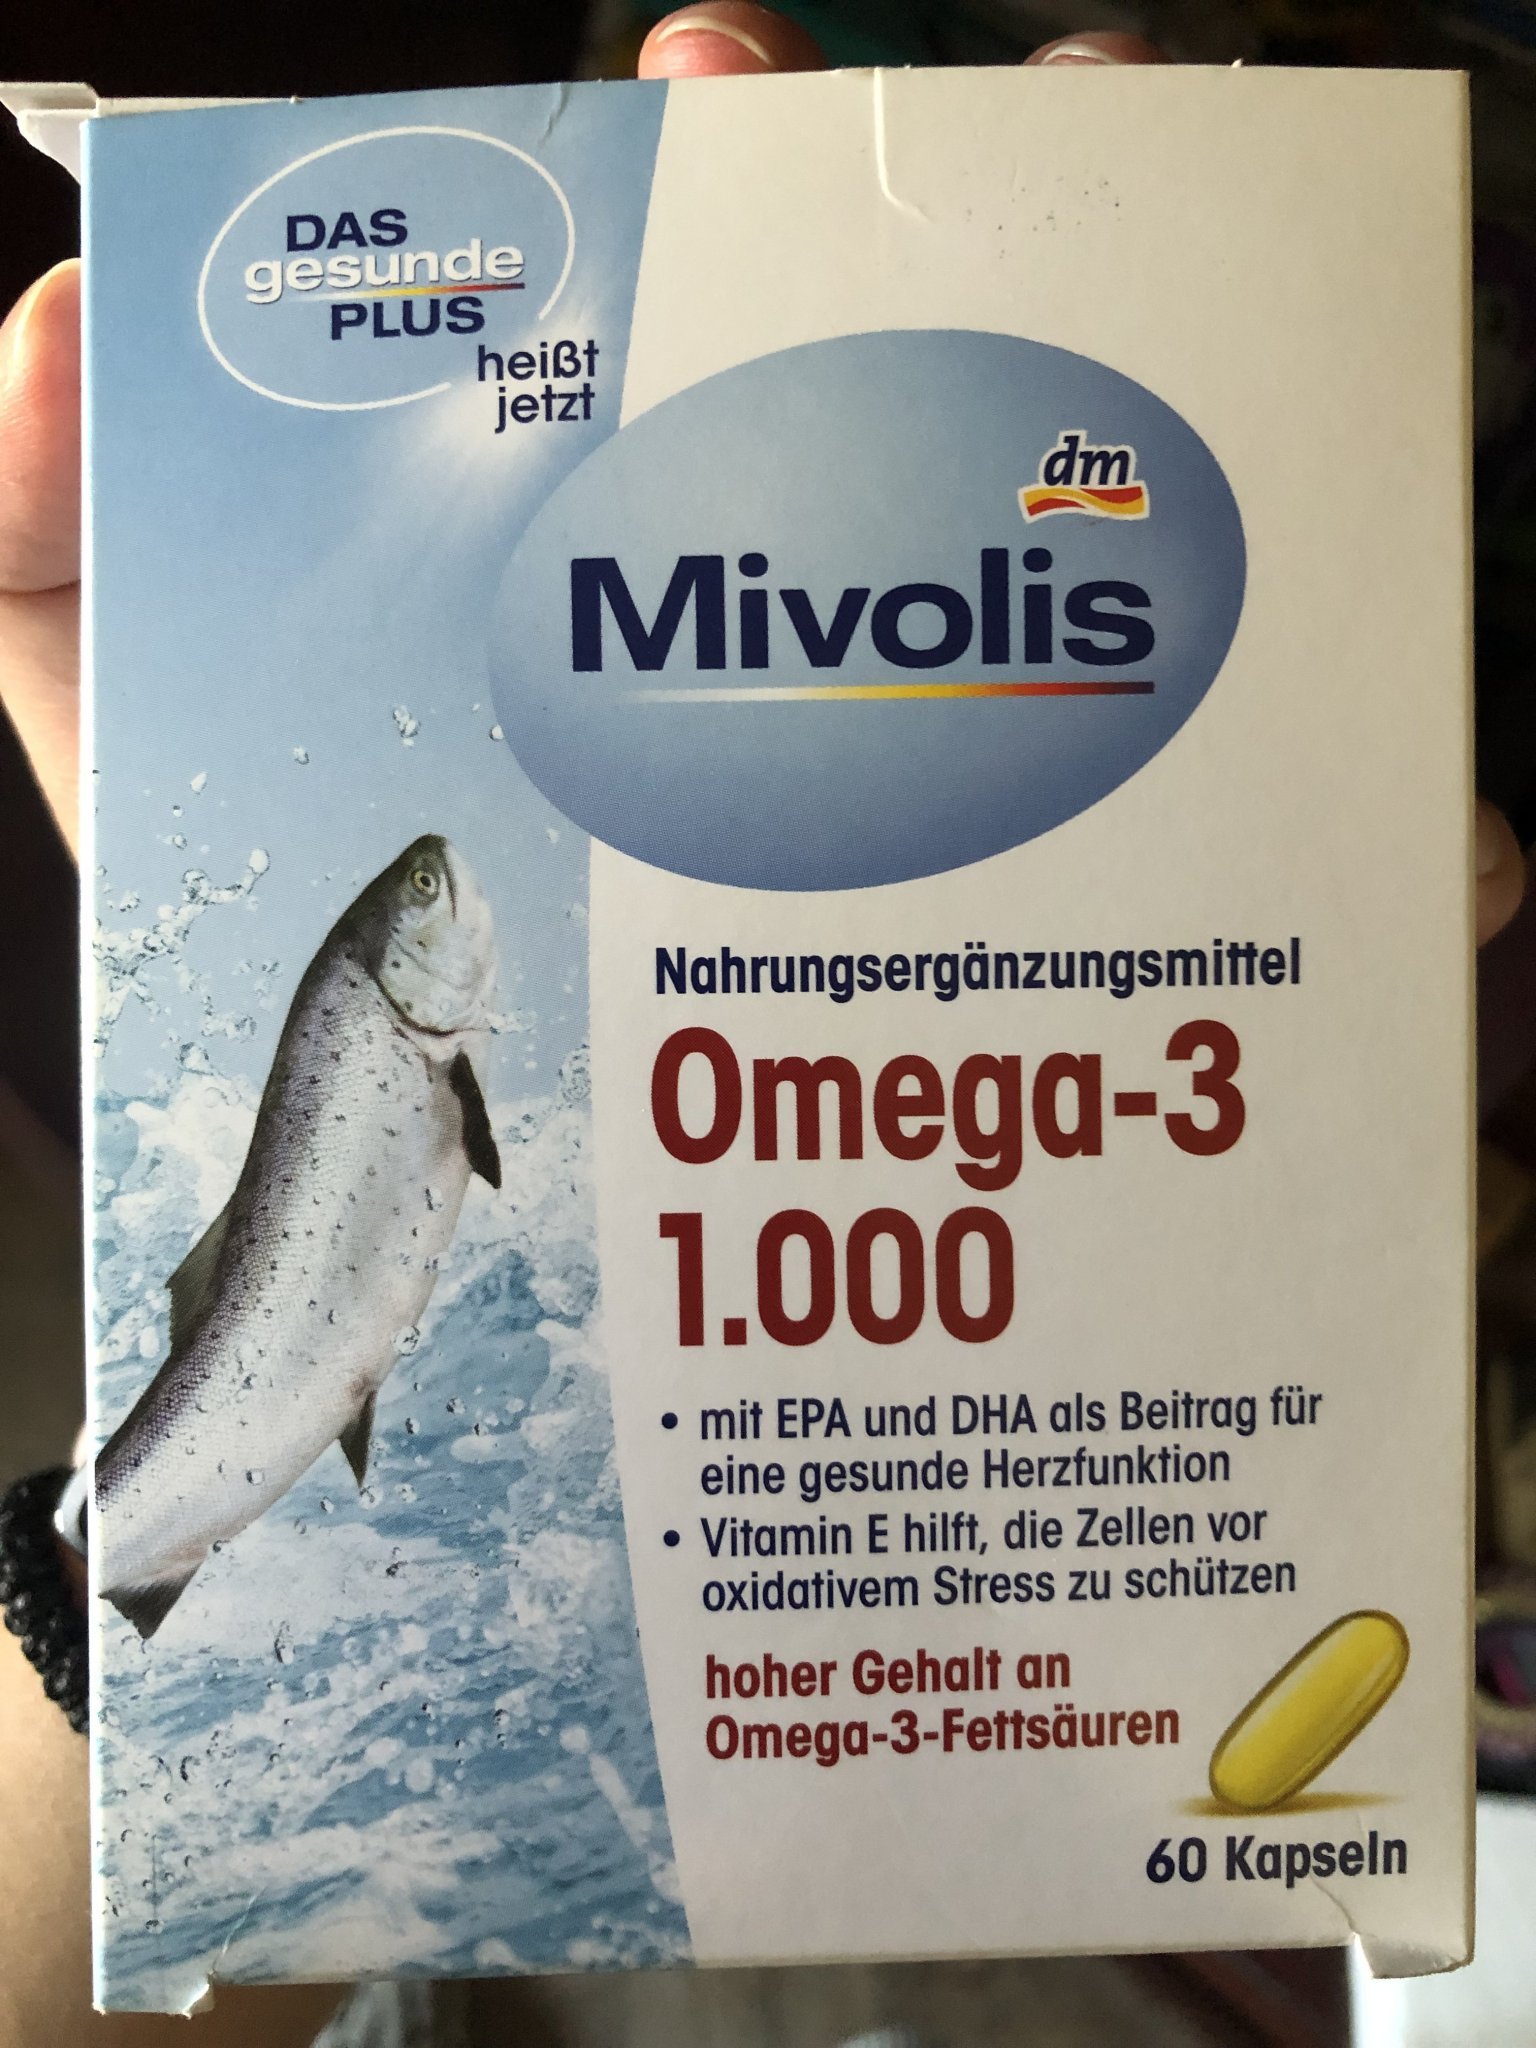 DAS
gesunde
PLUS
heißt
jetzt
dm
Mivolis
Nahrungsergänzungsmittel
Omega-3
1.000
• mit EPA und DHA als Beitrag für
eine gesunde Herzfunktion
• Vitamin E hilft, die Zellen vor
oxidativem Stress zu schützen
hoher Gehalt an
Omega-3-Fettsäuren
60 Kapseln